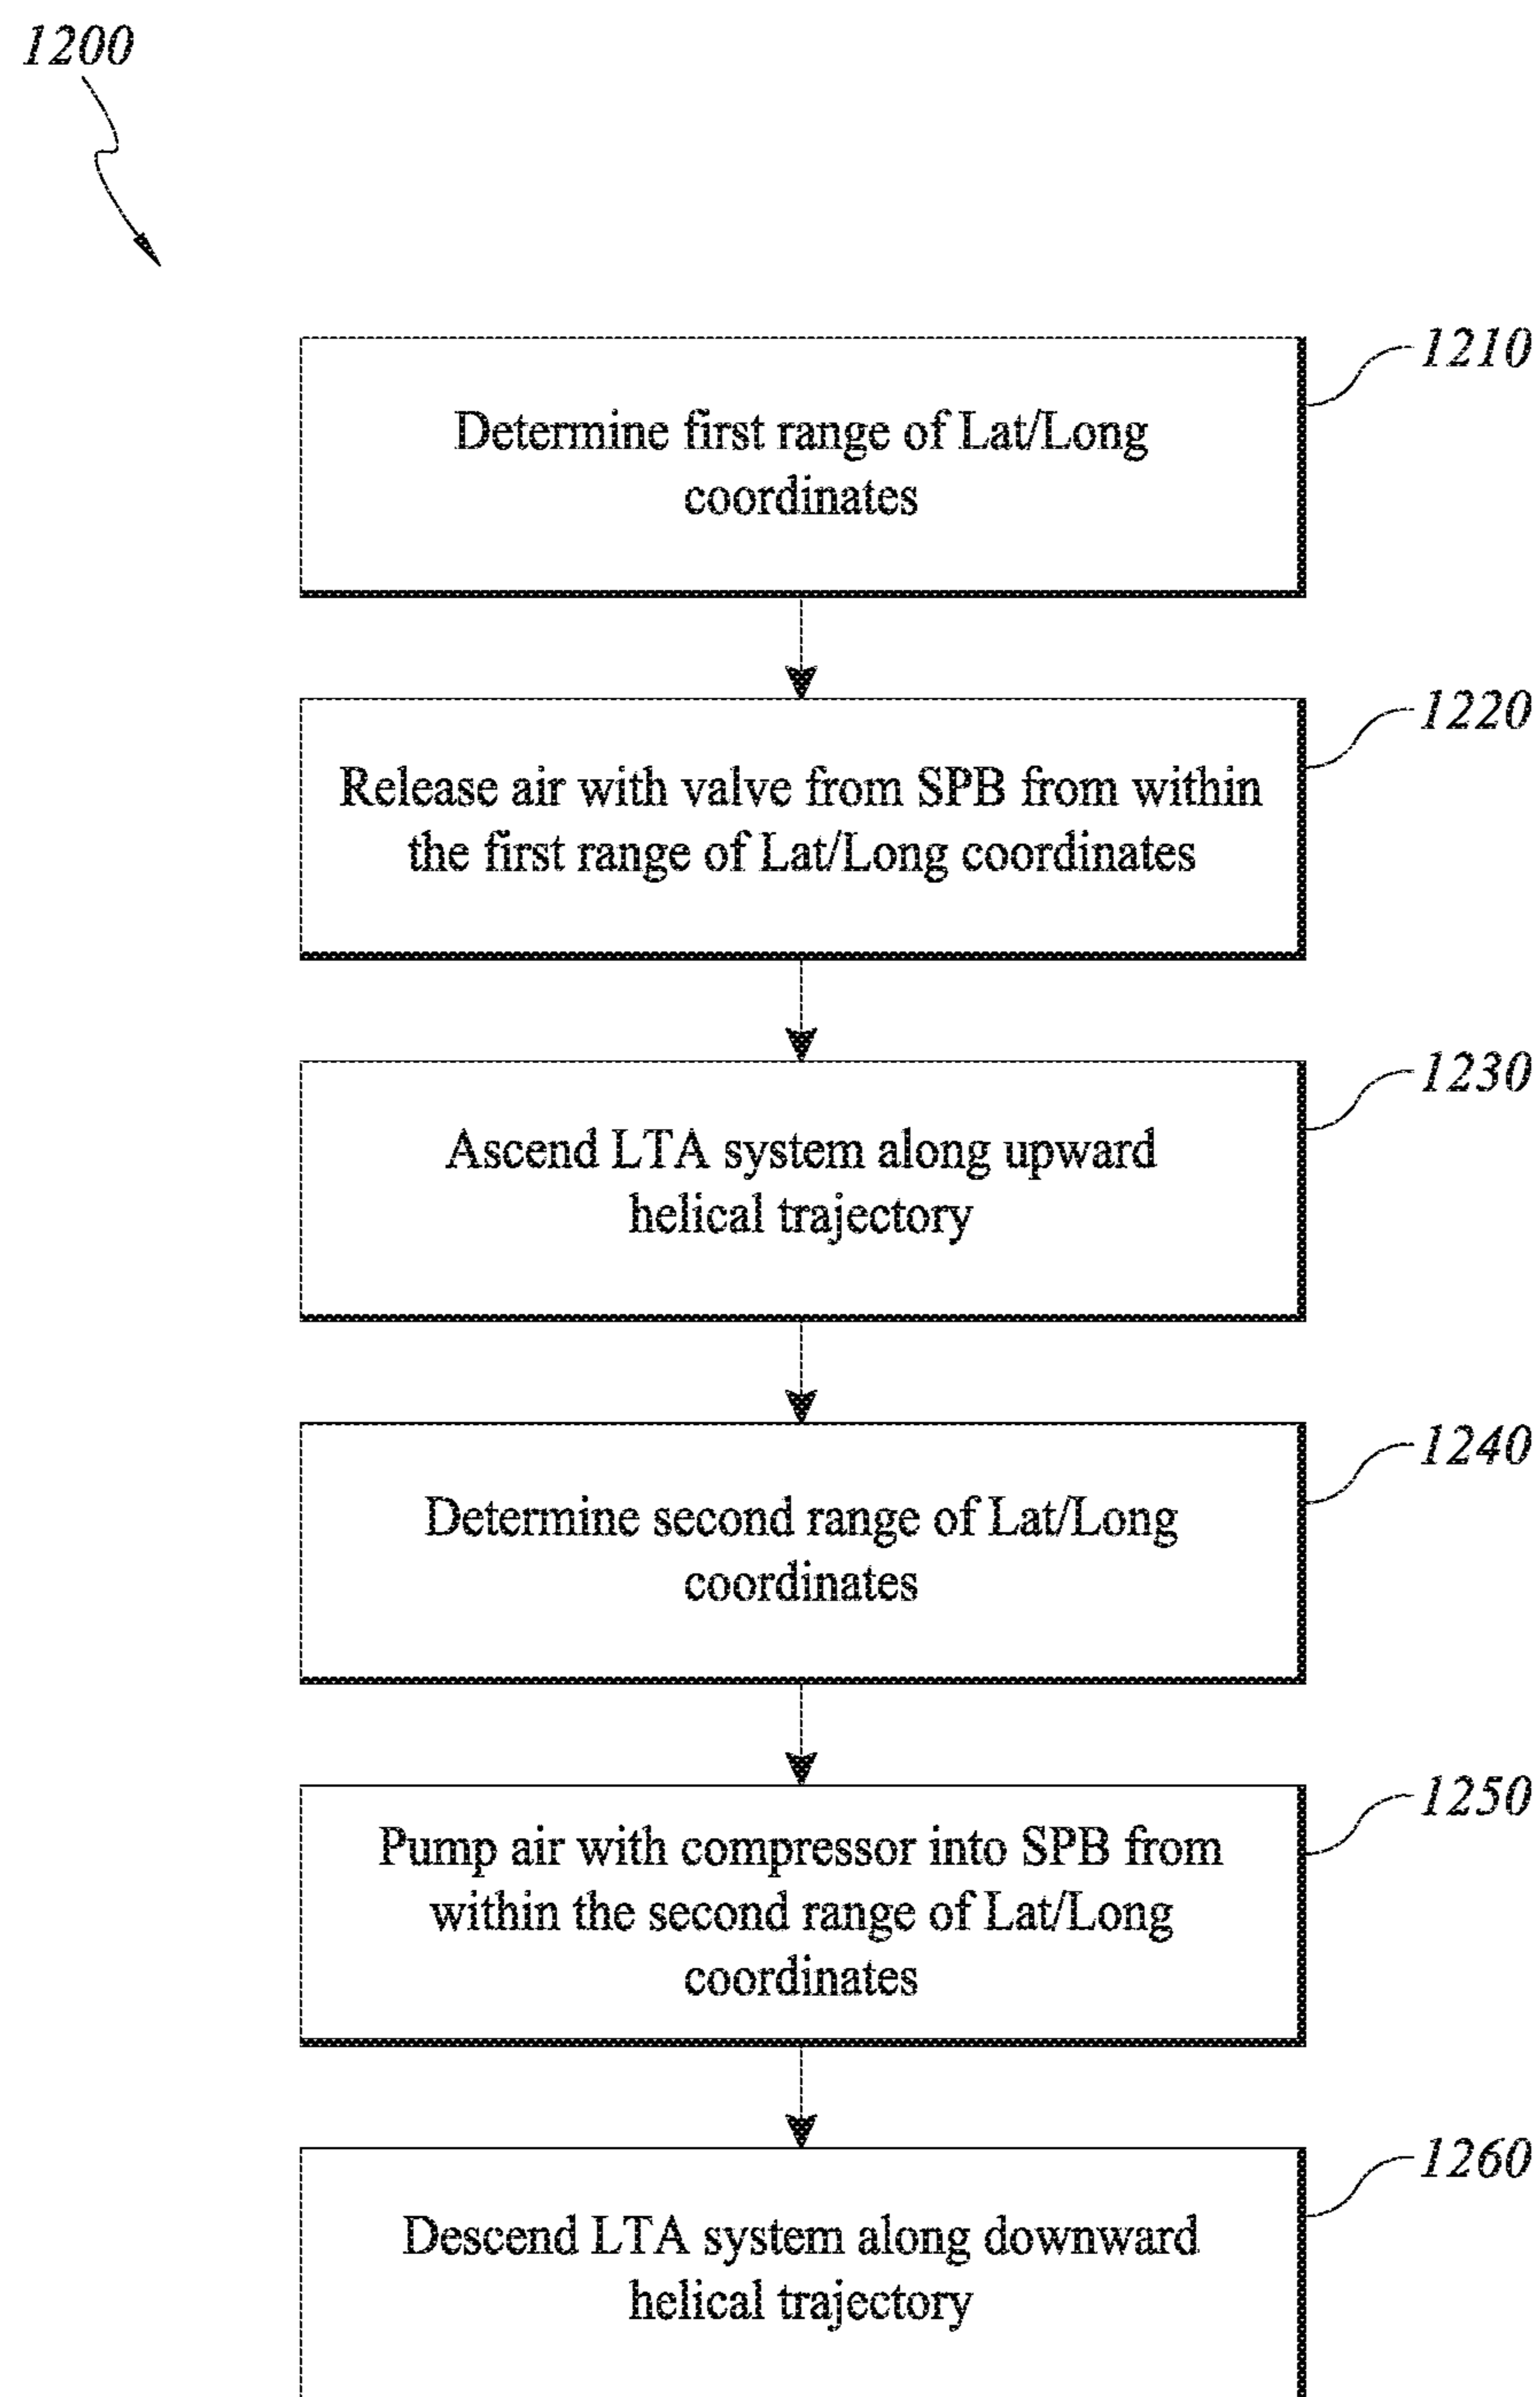 1200
1210
Determine first range of Lat/Long
coordinates
1220
Release air with valve from SPB from within
the first range of Lat/Long coordinates
1230
Ascend LTA system along upward
helical trajectory
1240
Determine second range of Lat/Long
coordinates
1250
Pump air with compressor into SPB from
within the second range of Lat/Long
coordinates
1260
Descend LTA system along downward
helical trajectory